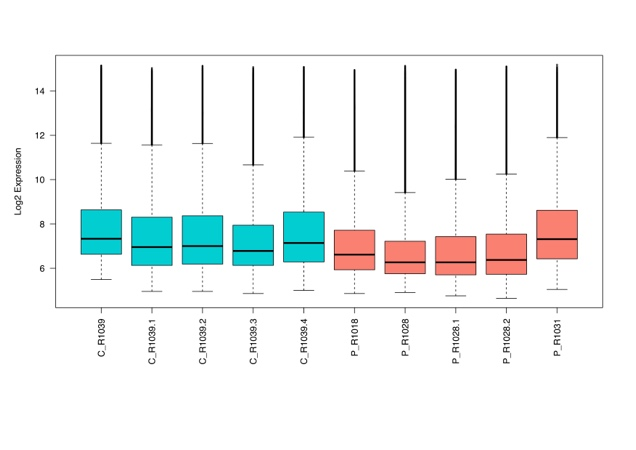 Log2 Expression
14
12
10
8
6
C_R1039
C_R1039.1
C_R1039.2
C_R1039.3
C_R1039.4
P_R1018
P_R1028
P_R1028.1
P_R1028.2
P_R1031